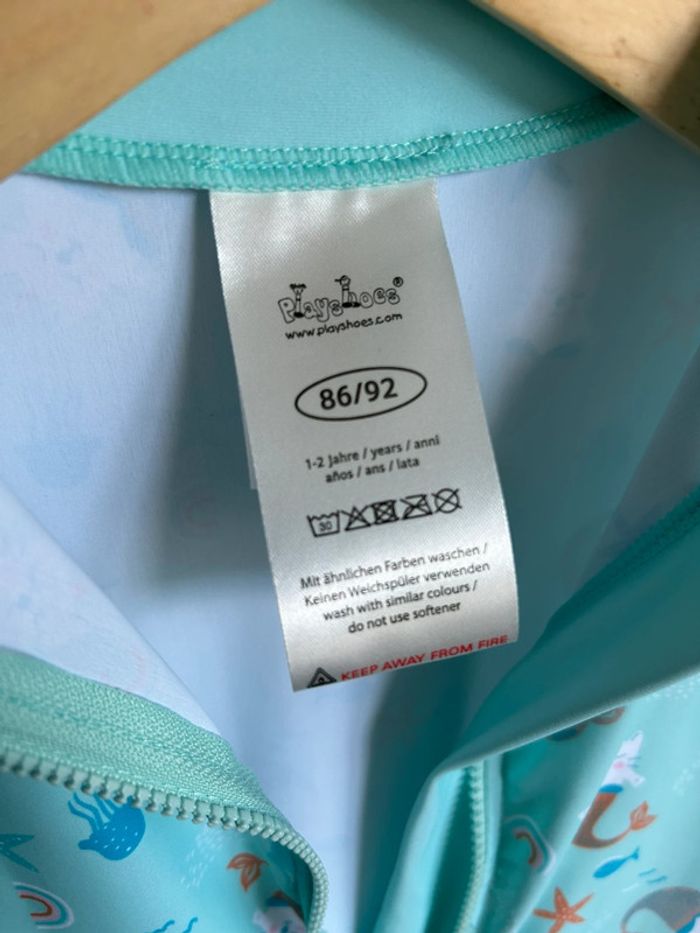 Playshoes®
www.playshoes.com
86/92
1-2 Jahre / years / anni
años / ans / lata
30
Mit ähnlichen Farben waschen /
Keinen Weichspüler verwenden
wash with similar colours /
do not use softener
KEEP AWAY FROM FIRE